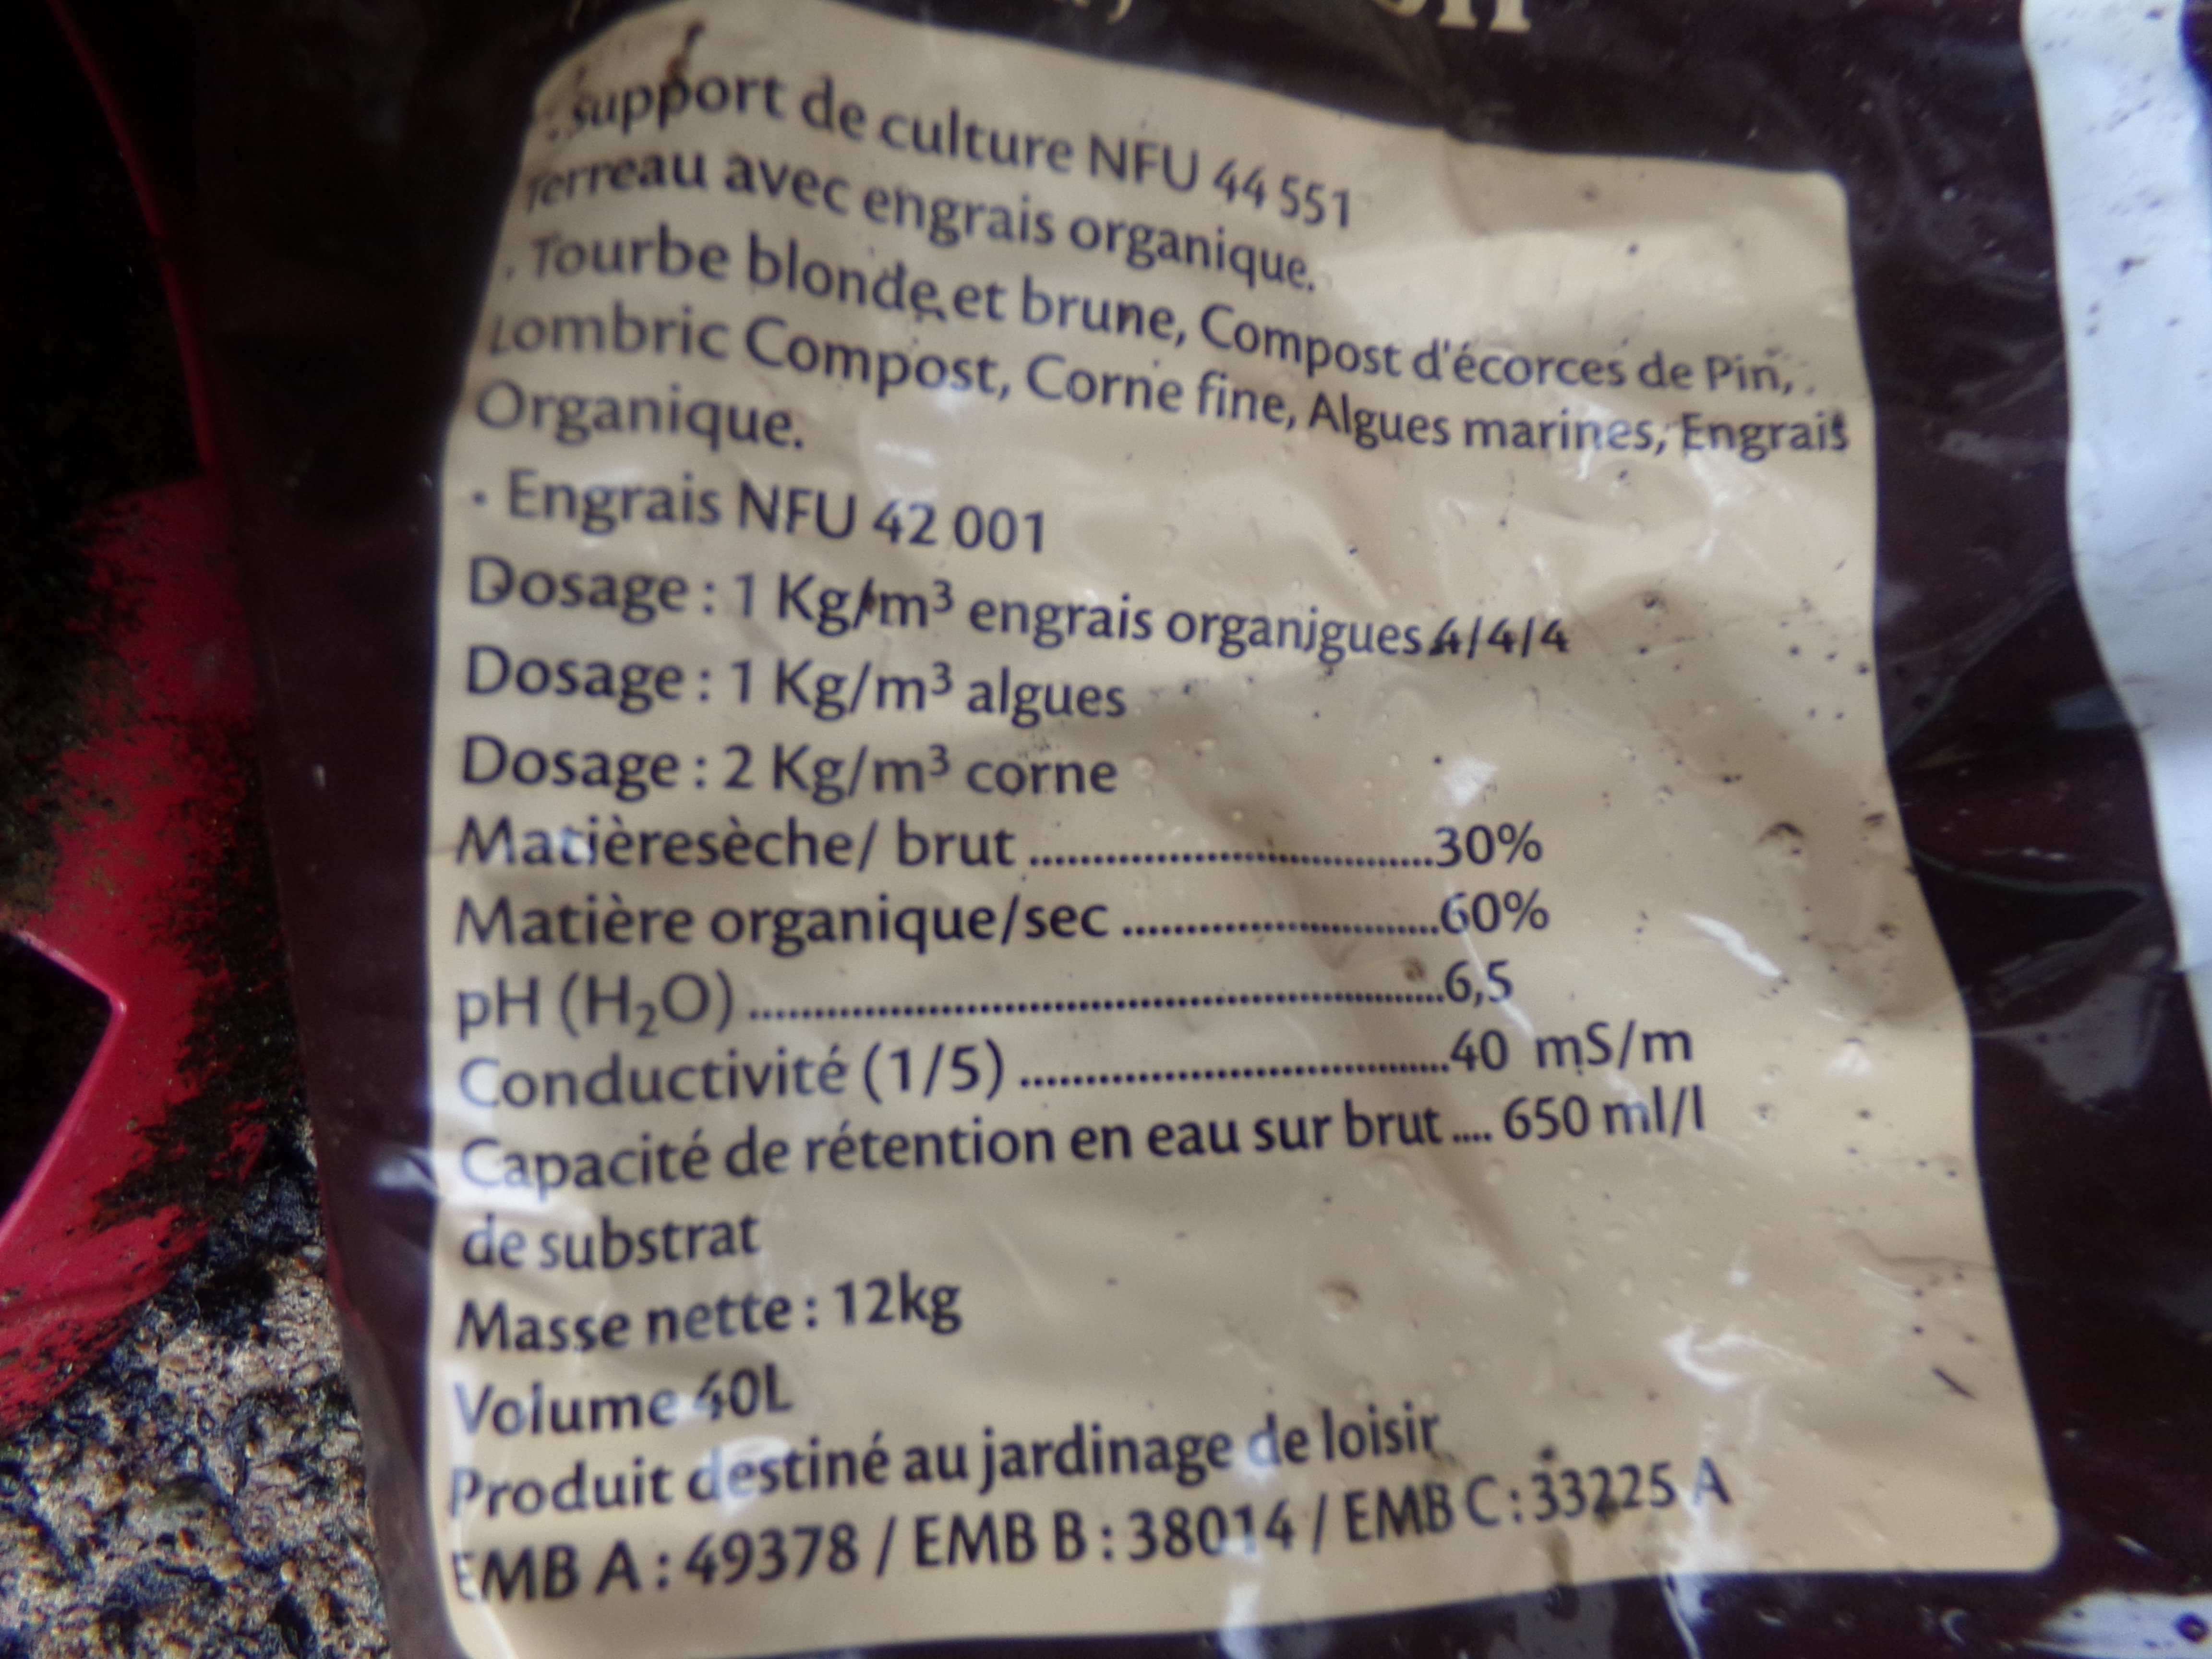 . Support de culture NFU 44 551
Terreau avec engrais organique.
. Tourbe blonde et brune, Compost d'écorces de Pin,
Lombric Compost, Corne fine, Algues marines, Engrais
Organique.
• Engrais NFU 42 001
Dosage : 1 Kg/m³ engrais organigues 4/4/4
Dosage : 1 Kg/m³ algues
Dosage : 2 Kg/m³ corne
Matièresèche/ brut ................................30%
Matière organique/sec .........................60%
pH (H₂O) .......................................................6,5
Conductivité (1/5) ..................................40 mS/m
Capacité de rétention en eau sur brut .... 650 ml/l
de substrat
Masse nette : 12kg
Volume 40L
Produit destiné au jardinage de loisir
EMB A : 49378 / EMB B : 38014 / EMB C : 33225 A